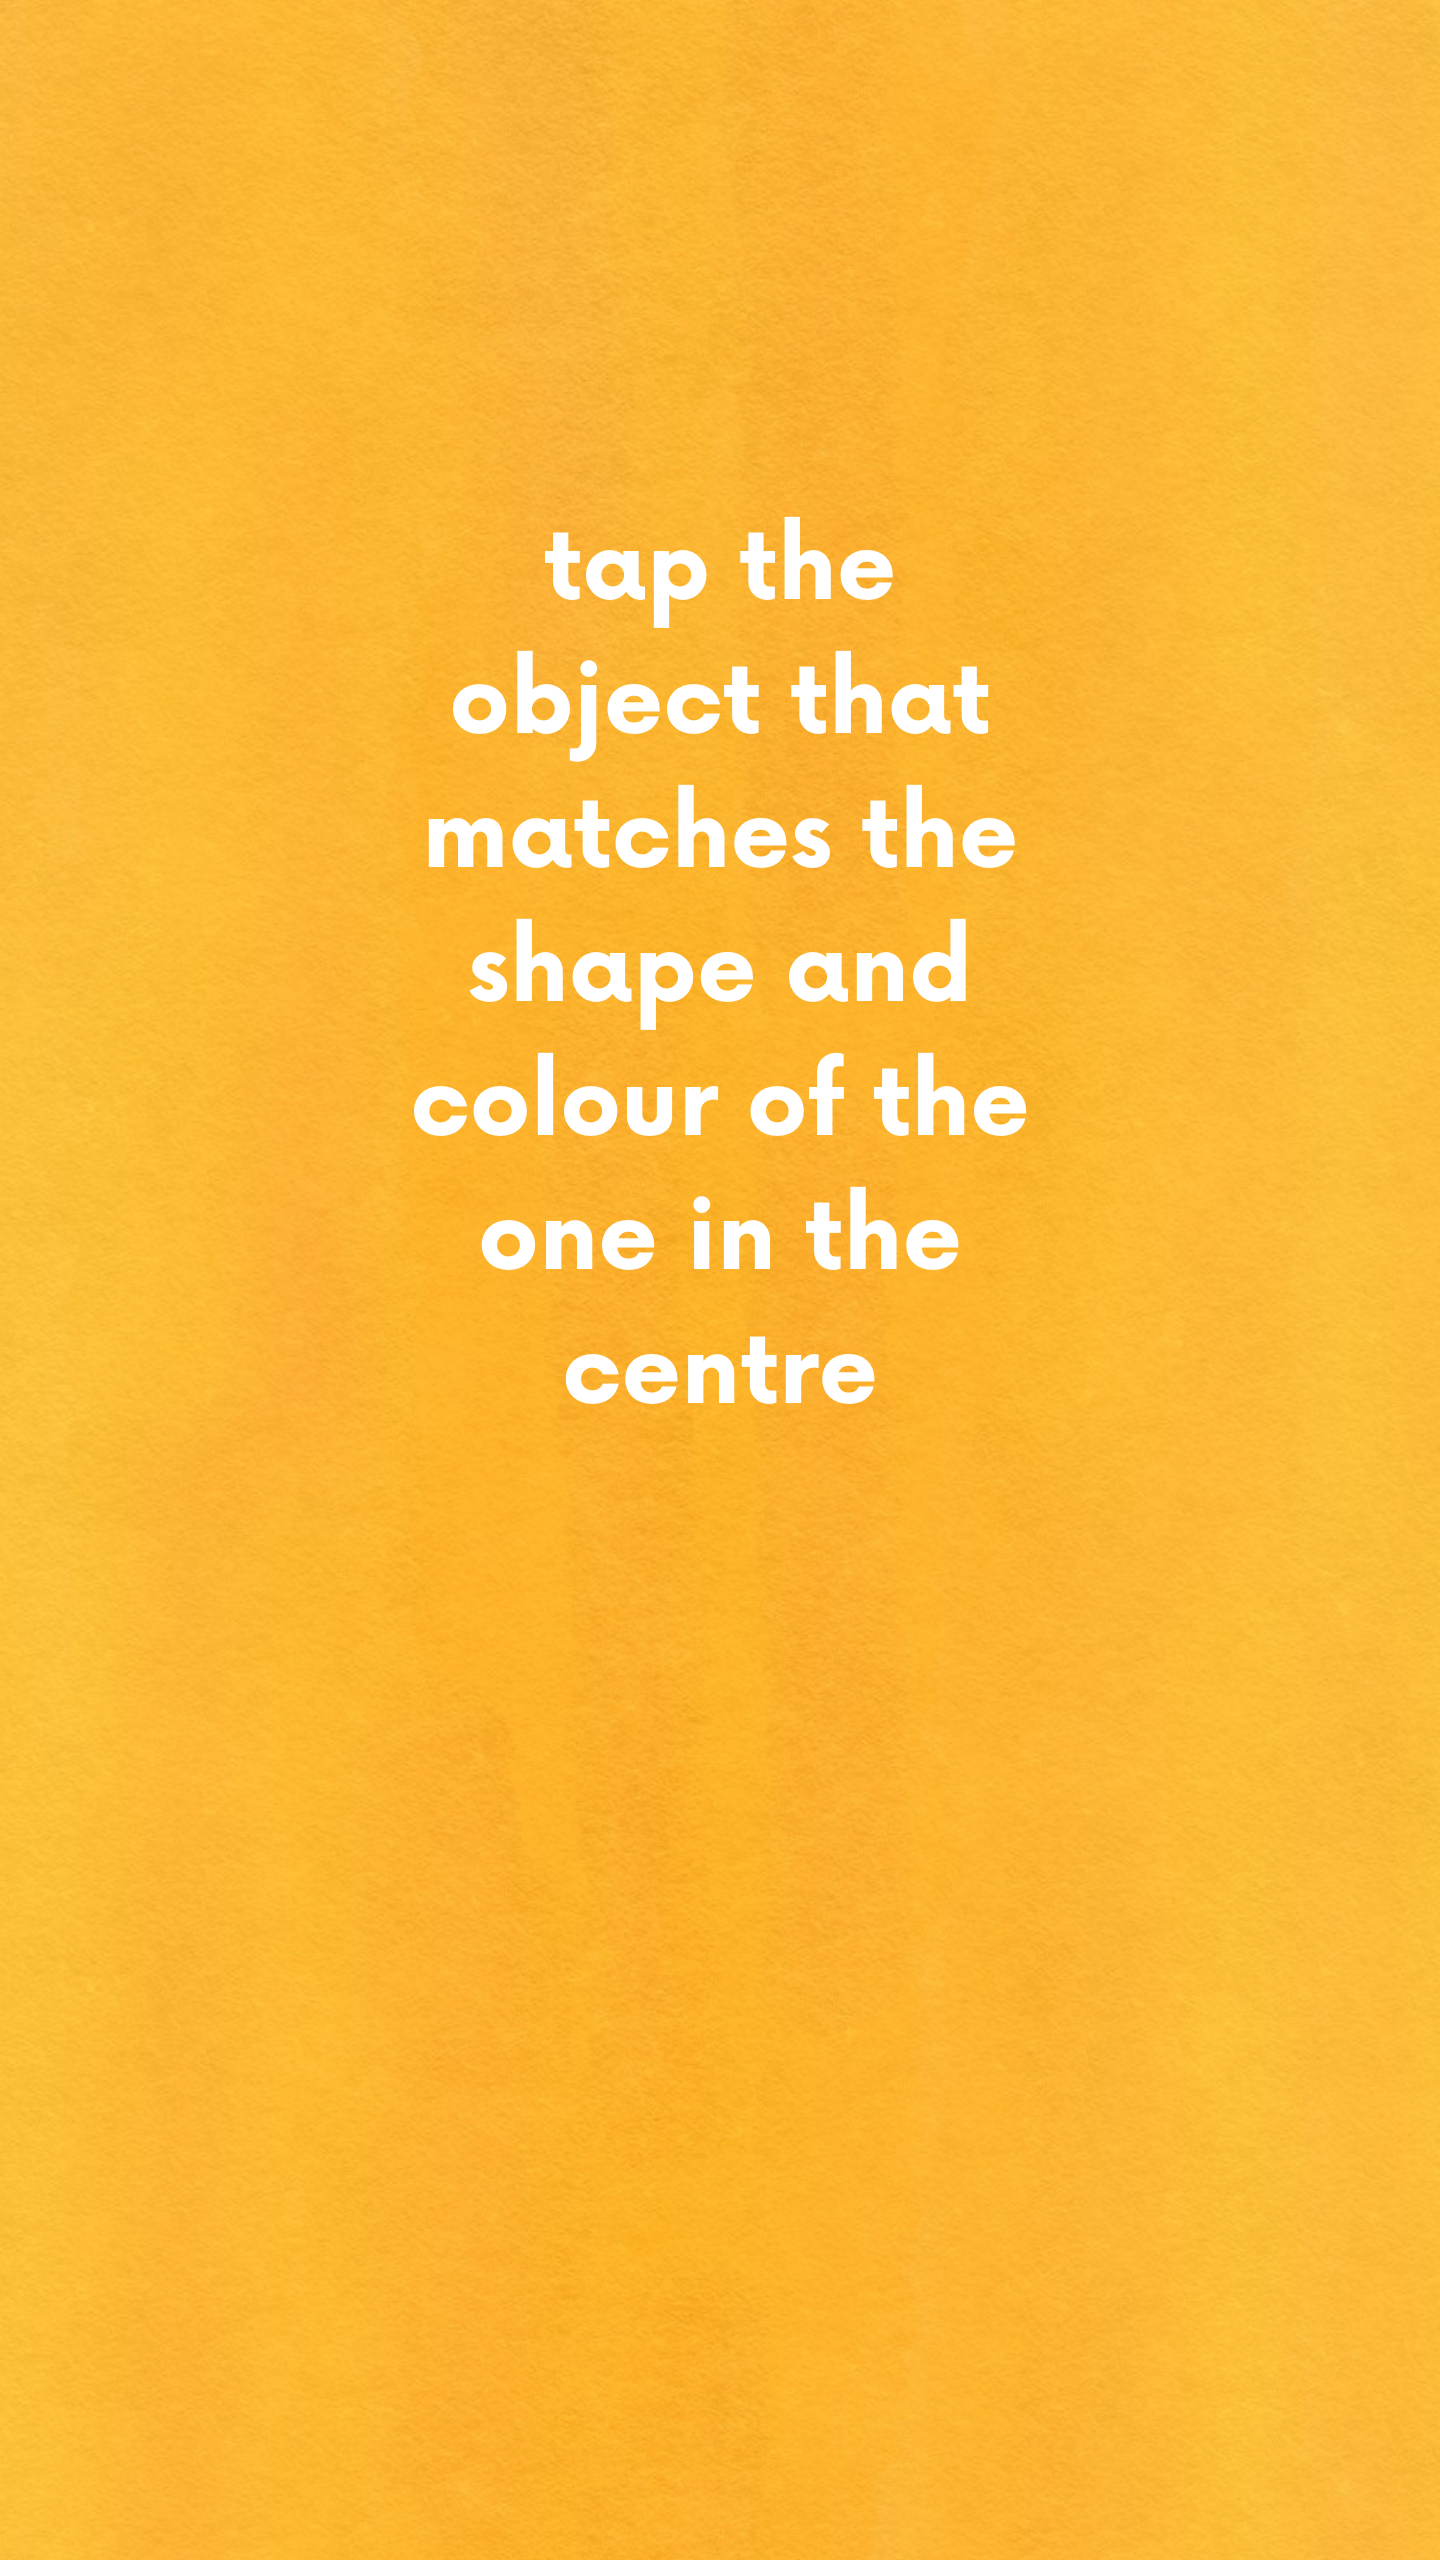 tap the
object that
matches the
shape and
colour of the
one in the
centre